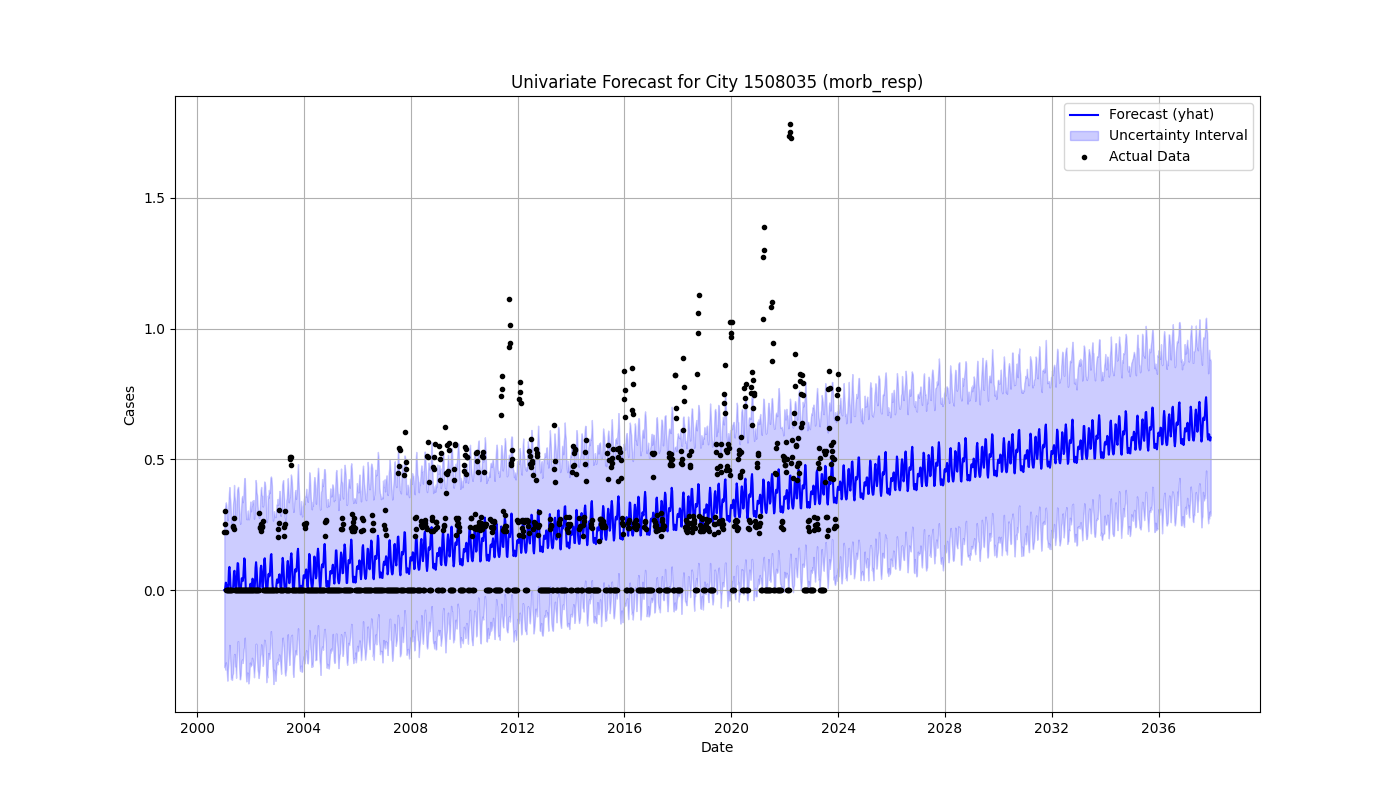 Univariate Forecast for City 1508035 (morb_resp)
Forecast (yhat)
Uncertainty Interval
Actual Data
Cases
1.5
1.0
0.5
0.0
2000 2004 2008 2012 2016 2020 2024 2028 2032 2036
Date